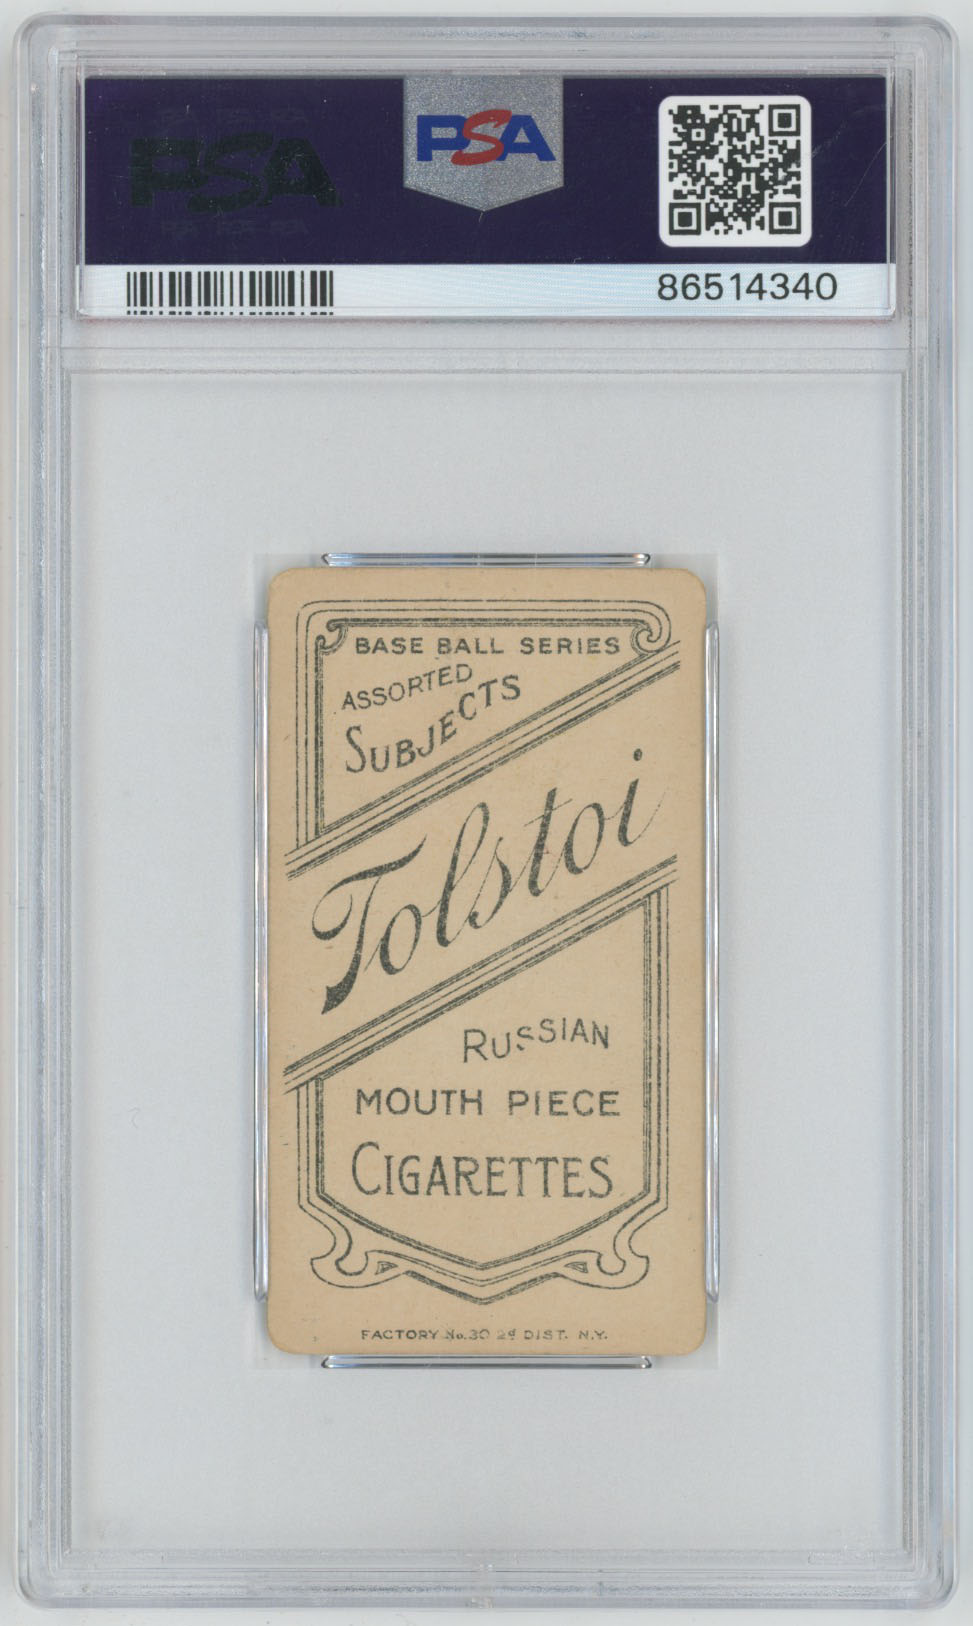 PSA
PSA
86514340
BASE BALL SERIES
ASSORTED
SUBJECTS
Tolstoi
RUSSIAN
MOUTH PIECE
CIGARETTES
FACTORY No. 30 2d DIST. N.Y.